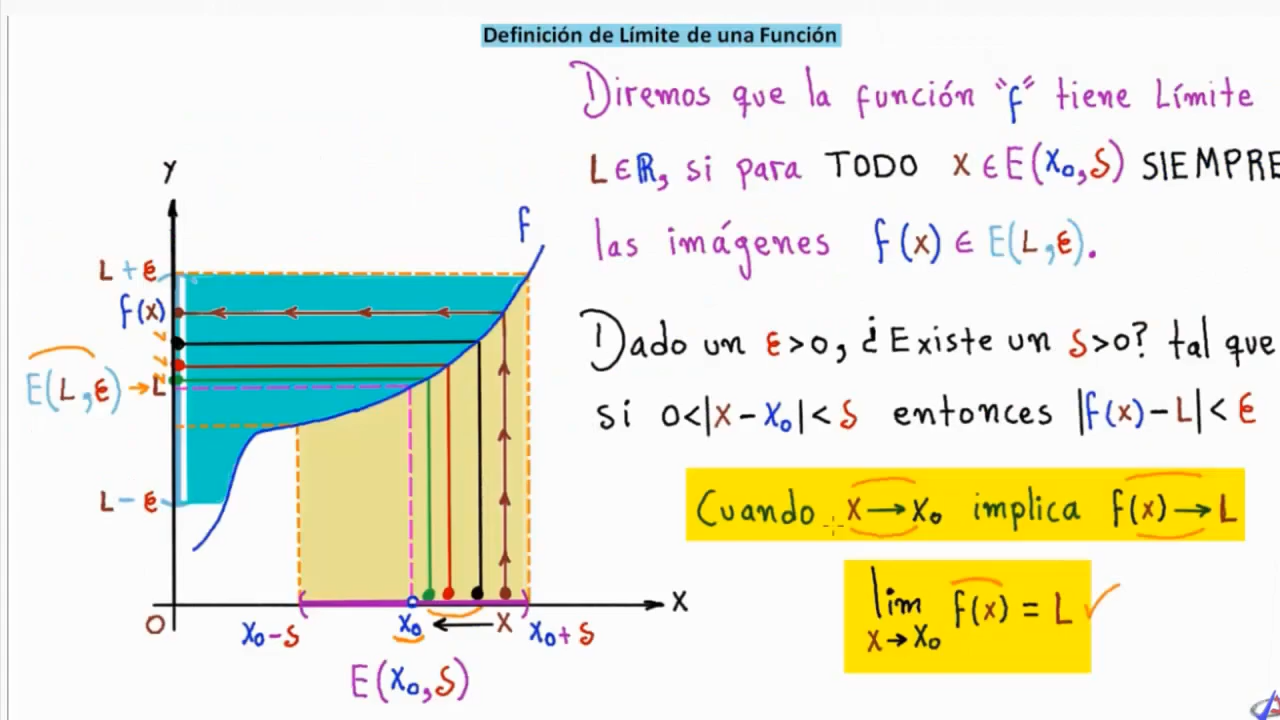 Definición de Límite de una Función
Diremos que la función "f" tiene Límite
L∈ℝ, si para TODO x∈E(x₀,δ) SIEMPRE
las imágenes f(x) ∈ E(L,ε).
Dado un ε>0, ¿Existe un δ>0? tal que
si 0<|x-x₀|<δ entonces |f(x)-L|<ε
Cuando x→x₀ implica f(x)→L
lim f(x) = L
x→x₀
Y
f
L+ε
f(x)
E(L,ε)→L
L-ε
O
x₀-δ
x₀
x
x₀+δ
X
E(x₀,δ)